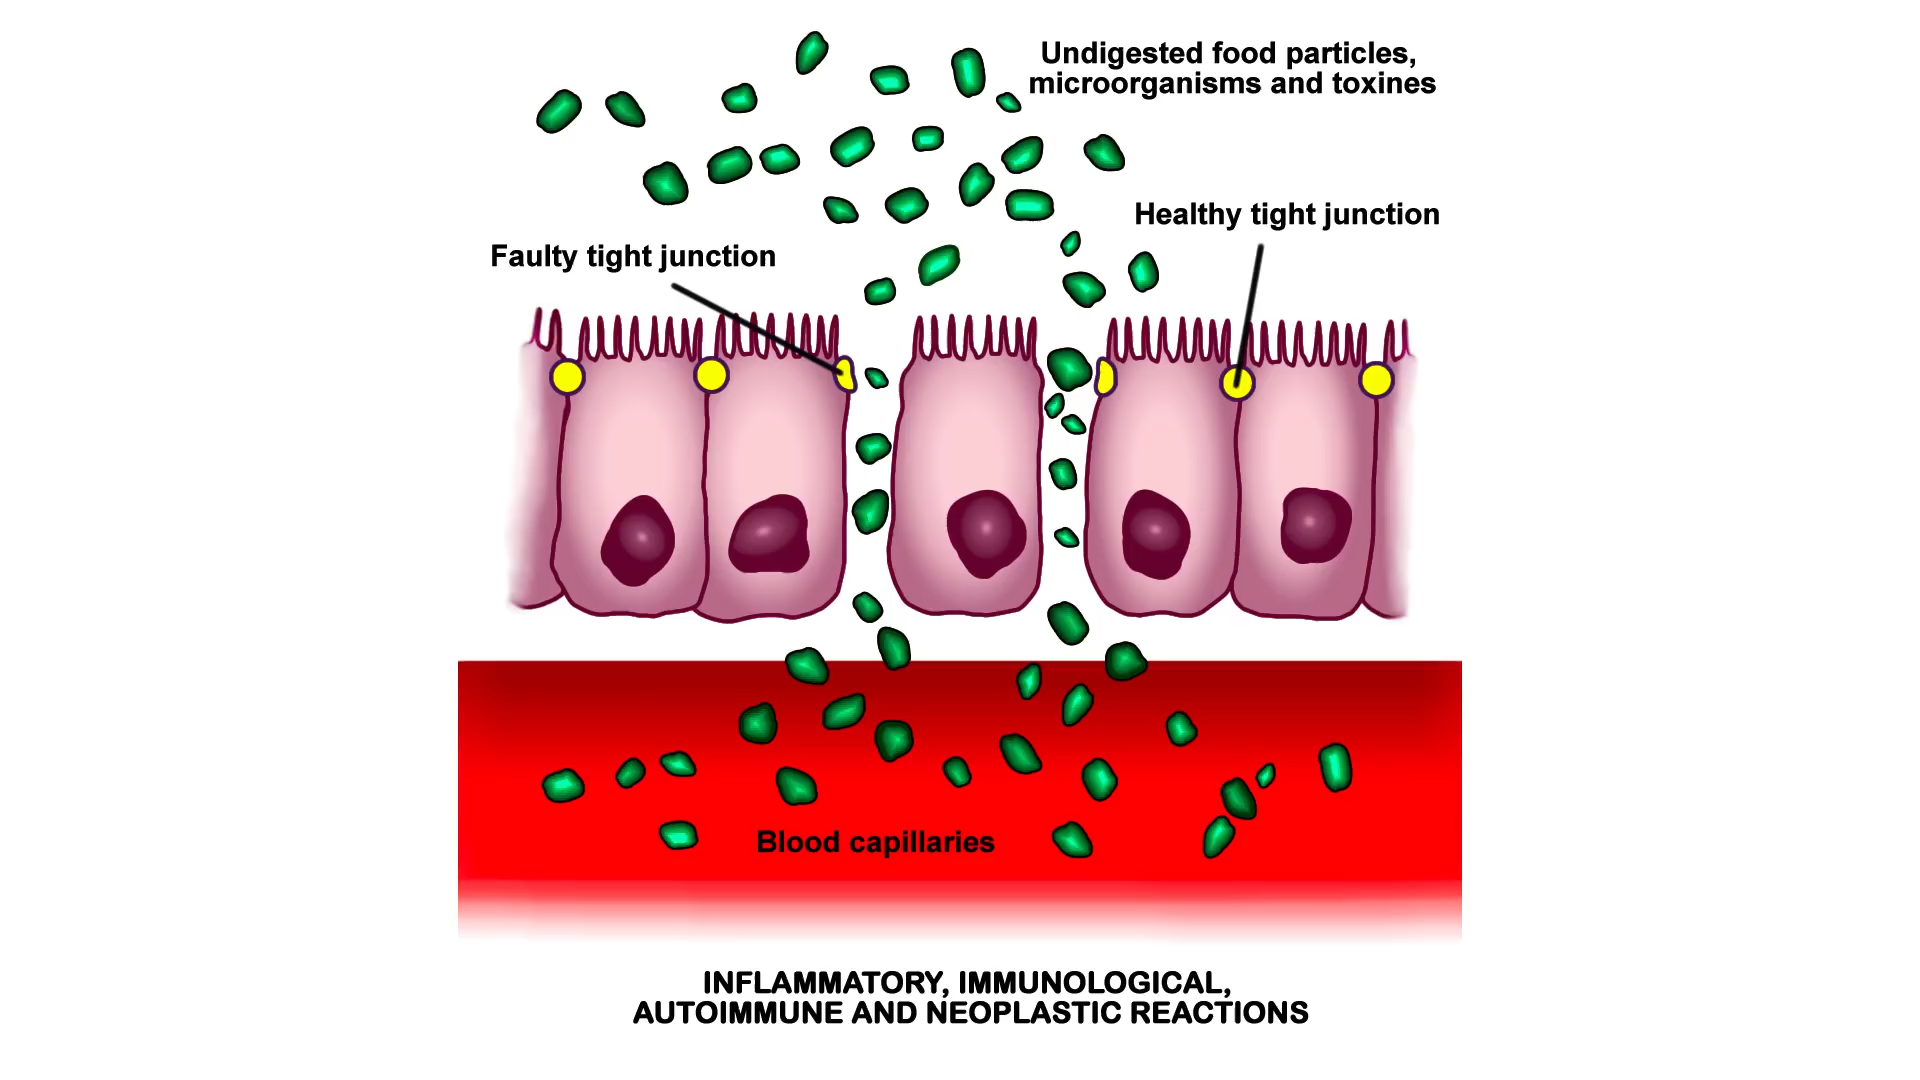 Undigested food particles,
microorganisms and toxines
Healthy tight junction
Faulty tight junction
Blood capillaries
INFLAMMATORY, IMMUNOLOGICAL,
AUTOIMMUNE AND NEOPLASTIC REACTIONS